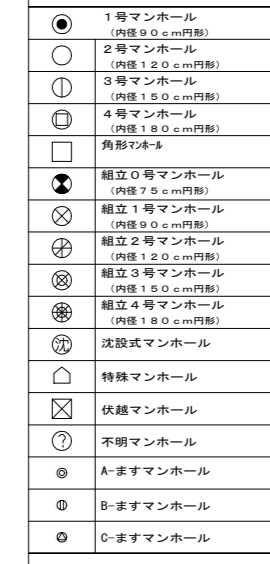 1号マンホール
(内径90cm円形)
2号マンホール
(内径120cm円形)
3号マンホール
(内径150cm円形)
4号マンホール
(内径180cm円形)
角形マンホール
組立0号マンホール
(内径75cm円形)
組立1号マンホール
(内径90cm円形)
組立2号マンホール
(内径120cm円形)
組立3号マンホール
(内径150cm円形)
組立4号マンホール
(内径180cm円形)
沈 沈設式マンホール
特殊マンホール
伏越マンホール
? 不明マンホール
A-ますマンホール
B-ますマンホール
C-ますマンホール